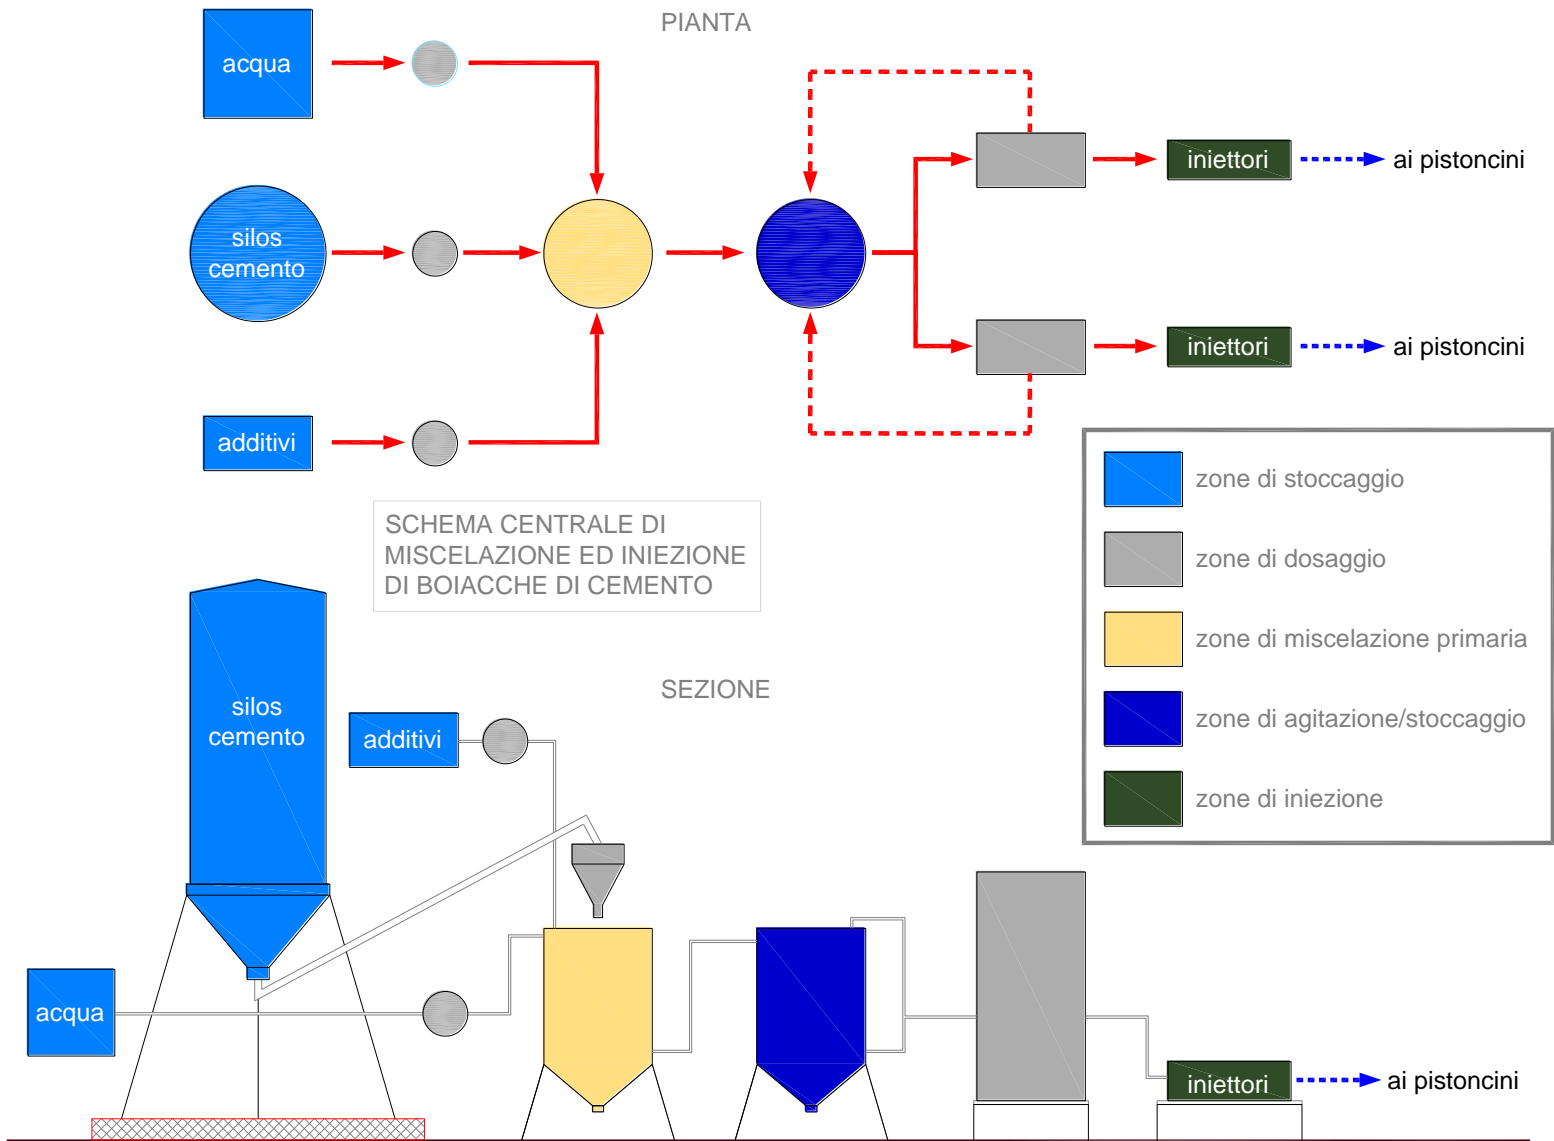 PIANTA
acqua
iniettori
ai pistoncini
silos
cemento
iniettori
ai pistoncini
additivi
zone di stoccaggio
zone di dosaggio
zone di miscelazione primaria
zone di agitazione/stoccaggio
zone di iniezione
SCHEMA CENTRALE DI
MISCELAZIONE ED INIEZIONE
DI BOIACCHE DI CEMENTO
SEZIONE
silos
cemento
additivi
acqua
iniettori
ai pistoncini